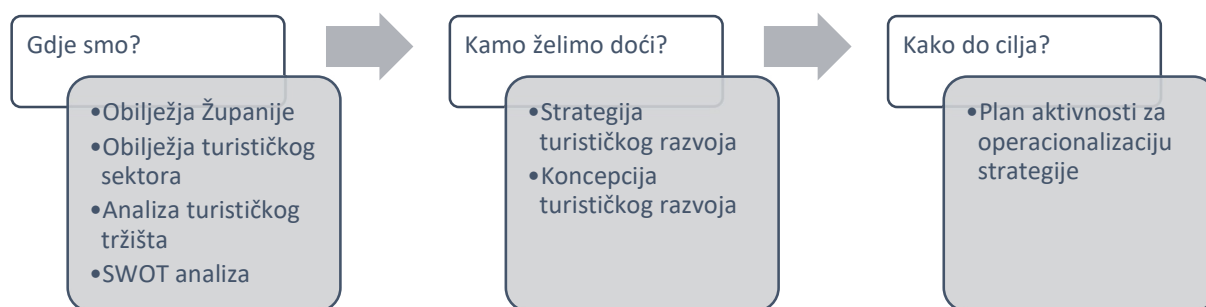 Gdje smo?
•Obilježja Županije
•Obilježja turističkog
sektora
•Analiza turističkog
tržišta
•SWOT analiza
Kamo želimo doći?
•Strategija
turističkog razvoja
•Koncepcija
turističkog razvoja
Kako do cilja?
•Plan aktivnosti za
operacionalizaciju
strategije